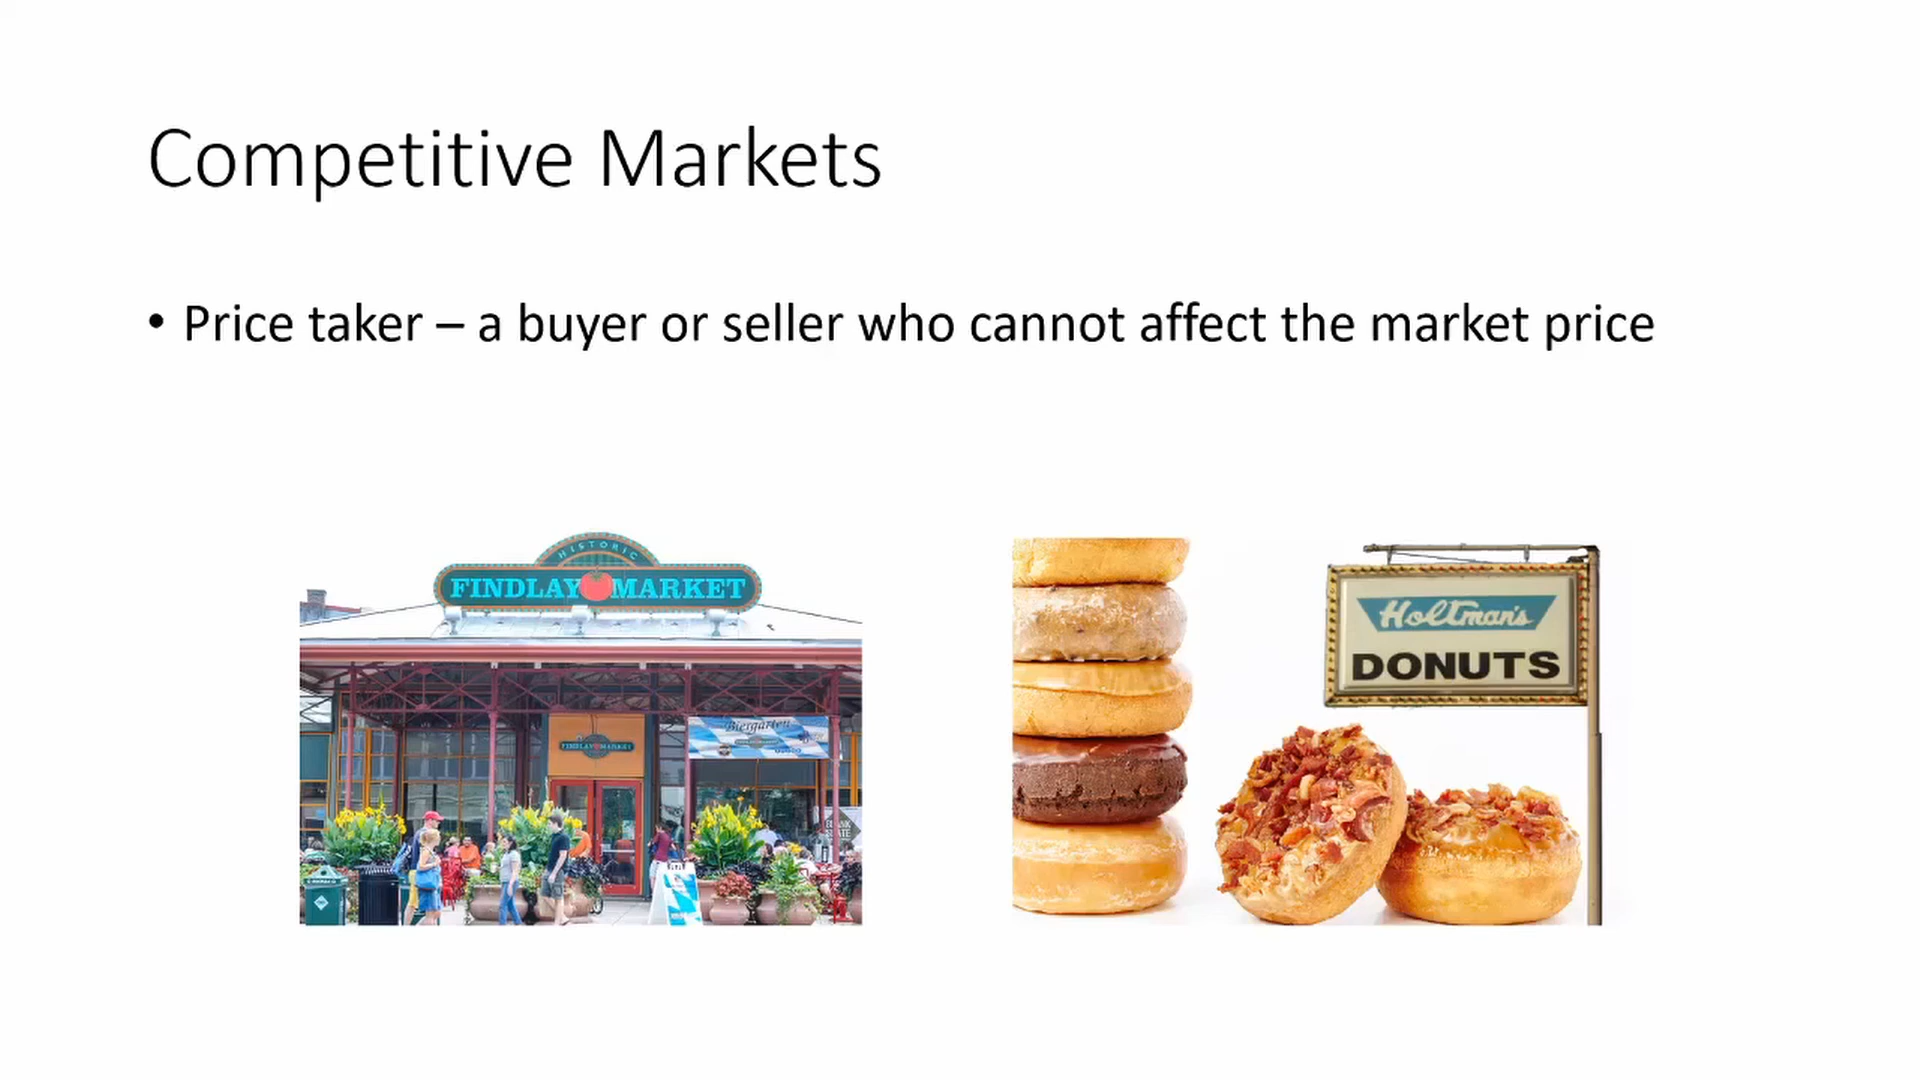 Competitive Markets
• Price taker – a buyer or seller who cannot affect the market price
HISTORIC
FINDLAY MARKET
FINDLAY MARKET
Biergarten
Holtman's
DONUTS